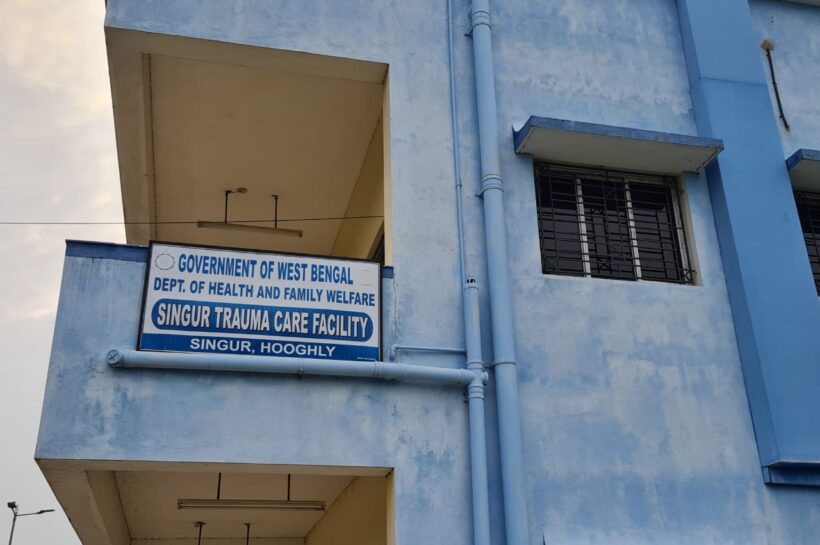 GOVERNMENT OF WEST BENGAL
DEPT. OF HEALTH AND FAMILY WELFARE
SINGUR TRAUMA CARE FACILITY
SINGUR, HOOGHLY